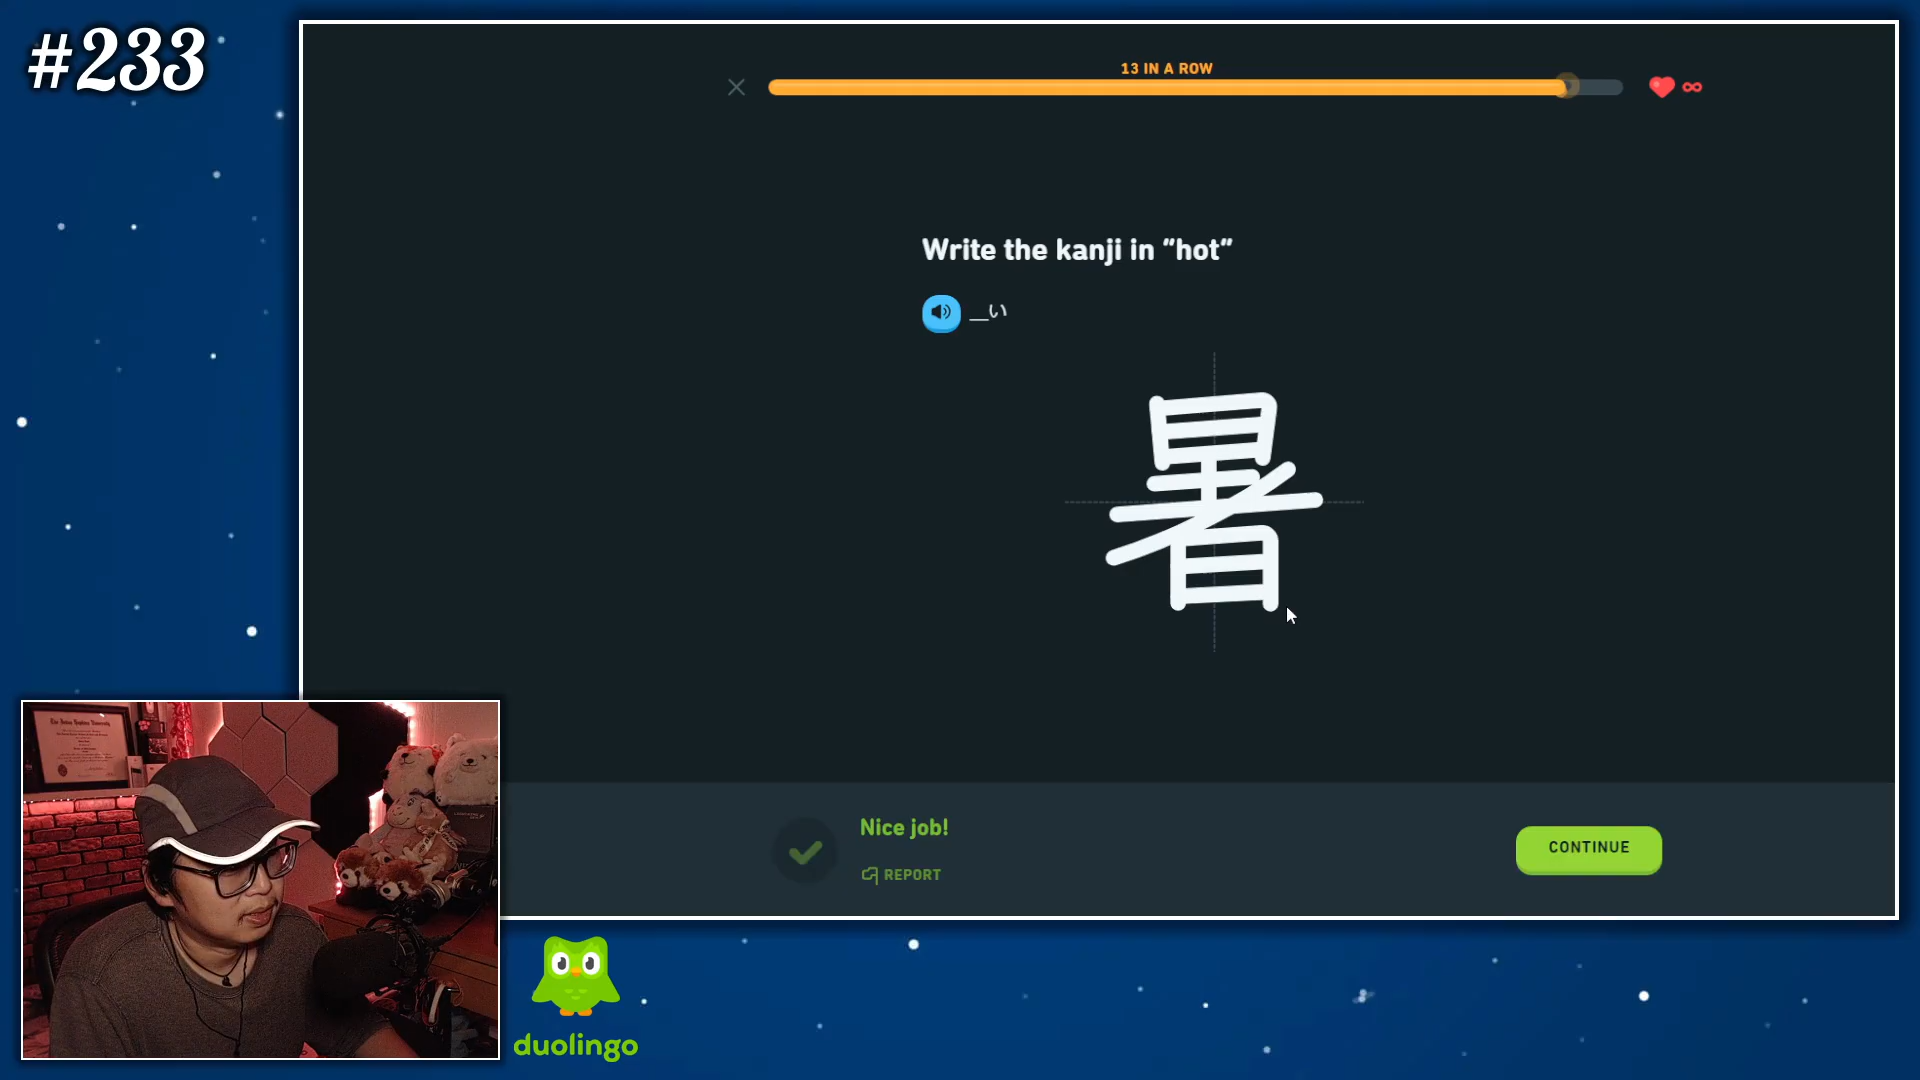 #233
13 IN A ROW
Write the kanji in “hot“
__い
暑
Nice job!
REPORT
CONTINUE
duolingo